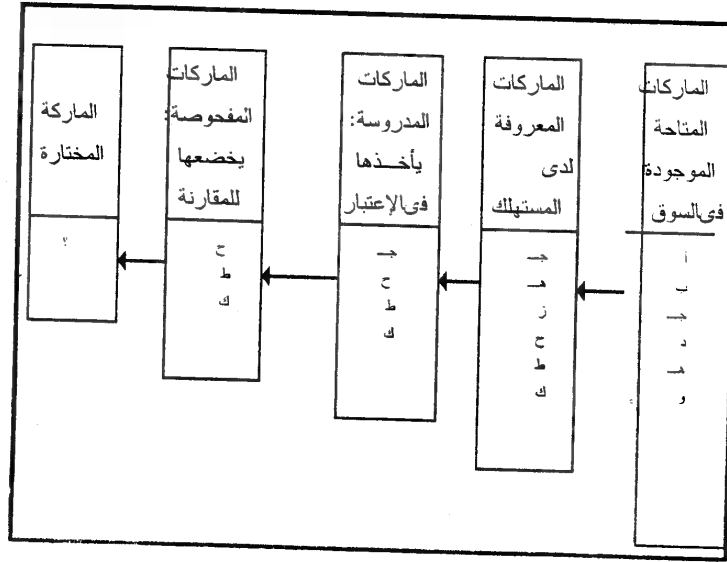 الماركات
المتاحة
الموجودة
فى السوق
أ
ب
جـ
د
هـ
و
الماركات
المعروفة
لدى
المستهلك
جـ
هـ
ز
ح
ط
ك
الماركات
المدروسة:
يأخــذها
فى الإعتبار
جـ
ح
ط
ك
الماركات
المفحوصة:
يخضعها
للمقارنة
ح
ط
ك
الماركة
المختارة
؟